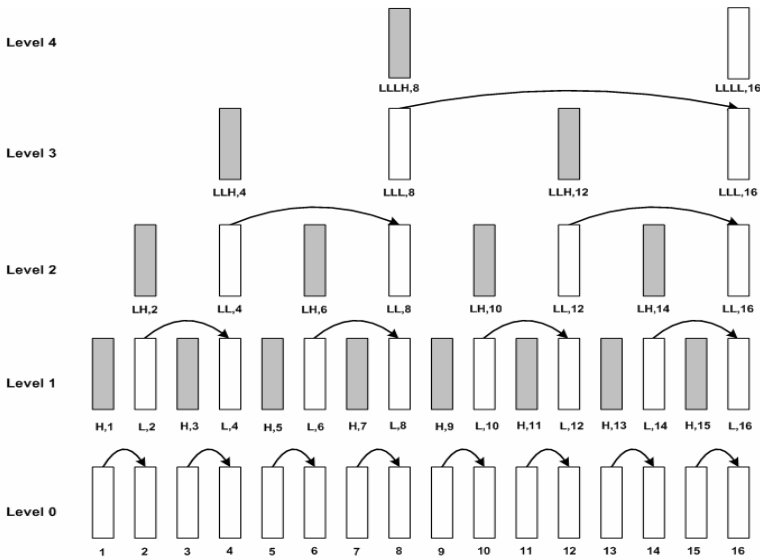 Level 4
LLLH,8 LLLL,16
Level 3
LLH,4 LLL,8 LLH,12 LLL,16
Level 2
LH,2 LL,4 LH,6 LL,8 LH,10 LL,12 LH,14 LL,16
Level 1
H,1 L,2 H,3 L,4 H,5 L,6 H,7 L,8 H,9 L,10 H,11 L,12 H,13 L,14 H,15 L,16
Level 0
1 2 3 4 5 6 7 8 9 10 11 12 13 14 15 16